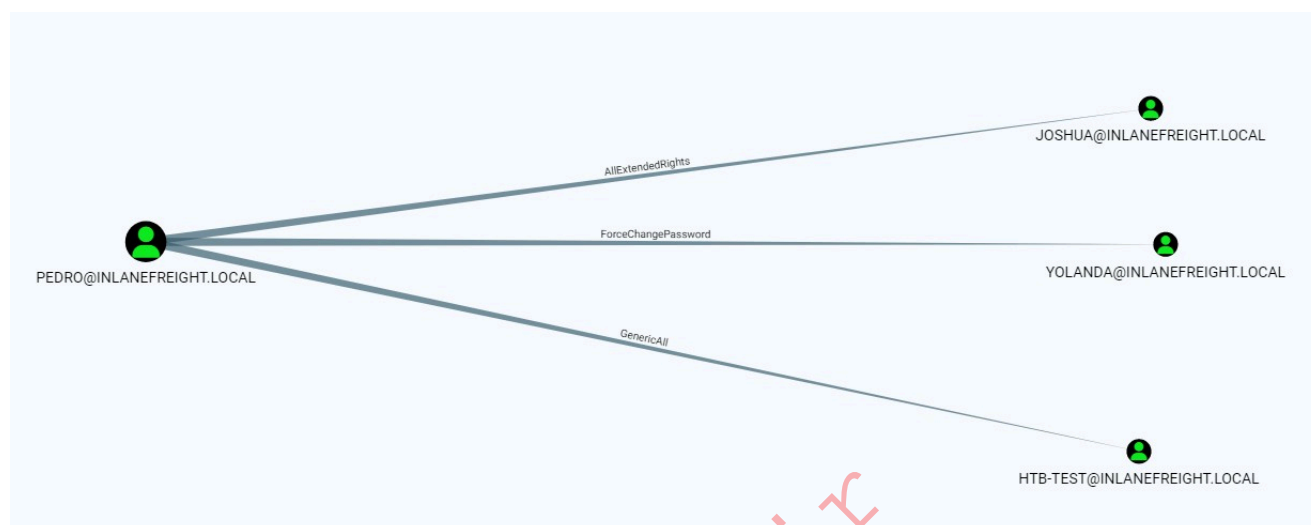 JOSHUA@INLANEFREIGHT.LOCAL
AllExtendedRights
ForceChangePassword
PEDRO@INLANEFREIGHT.LOCAL
YOLANDA@INLANEFREIGHT.LOCAL
GenericAll
HTB-TEST@INLANEFREIGHT.LOCAL